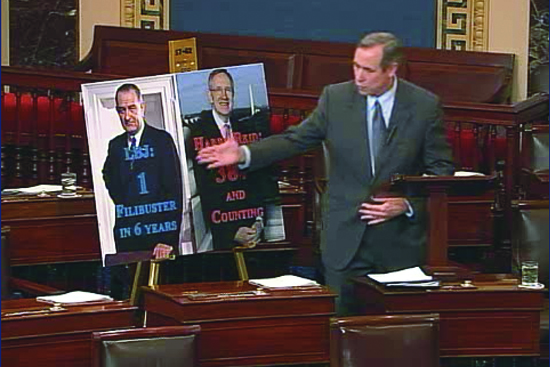 LBJ:
1
FILIBUSTER
IN 6 YEARS
HARRY REID:
AND
COUNTING